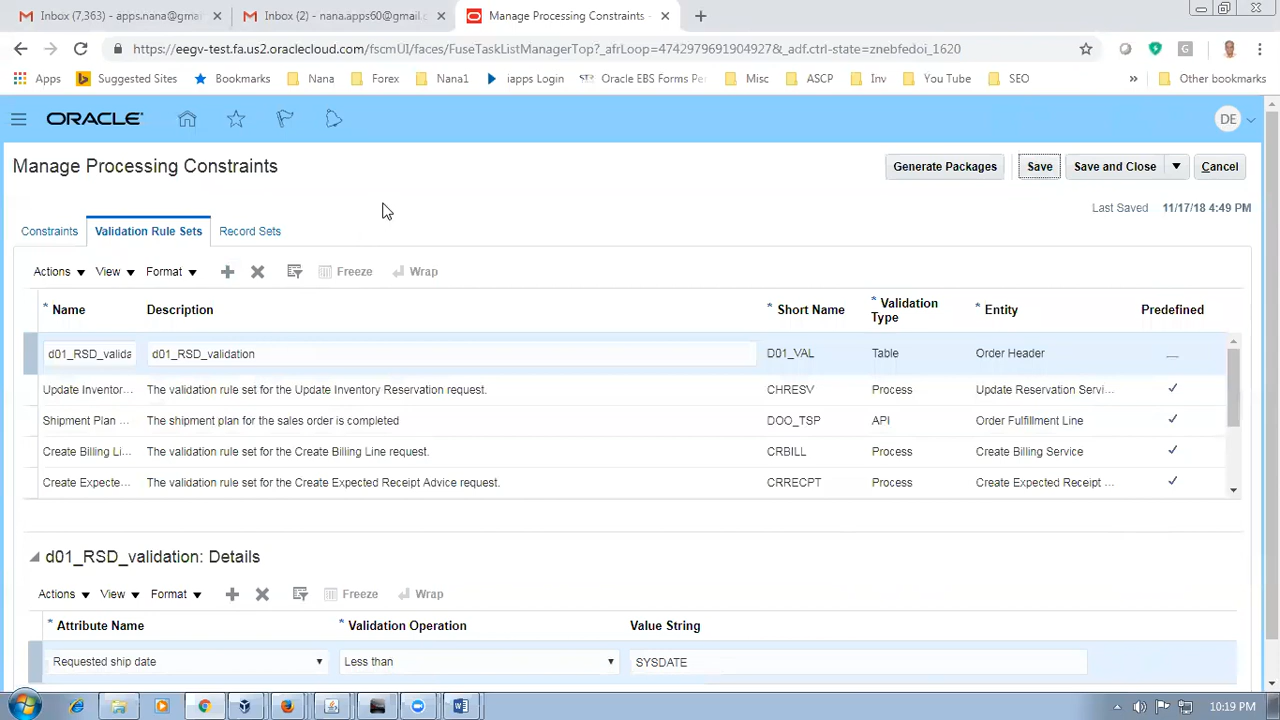 Inbox (7,363) - apps.nana@gma
Inbox (2) - nana.apps60@gmail.c
Manage Processing Constraints -
https://eegv-test.fa.us2.oraclecloud.com/fscmUI/faces/FuseTaskListManagerTop?_afrLoop=4742979691904927&_adf.ctrl-state=znebfedoi_1620
Apps Suggested Sites Bookmarks Nana Forex Nana1 iapps Login Oracle EBS Forms Pe Misc ASCP Inv You Tube SEO » Other bookmarks
ORACLE DE
Manage Processing Constraints Generate Packages Save Save and Close Cancel
Last Saved 11/17/18 4:49 PM
Constraints Validation Rule Sets Record Sets
Actions View Format Freeze Wrap
* Name Description * Short Name * Validation Type * Entity Predefined
d01_RSD_valida d01_RSD_validation D01_VAL Table Order Header
Update Inventor... The validation rule set for the Update Inventory Reservation request. CHRESV Process Update Reservation Servi...
Shipment Plan ... The shipment plan for the sales order is completed DOO_TSP API Order Fulfillment Line
Create Billing Li... The validation rule set for the Create Billing Line request. CRBILL Process Create Billing Service
Create Expecte... The validation rule set for the Create Expected Receipt Advice request. CRRECPT Process Create Expected Receipt ...
d01_RSD_validation: Details
Actions View Format Freeze Wrap
* Attribute Name * Validation Operation Value String
Requested ship date Less than SYSDATE
10:19 PM